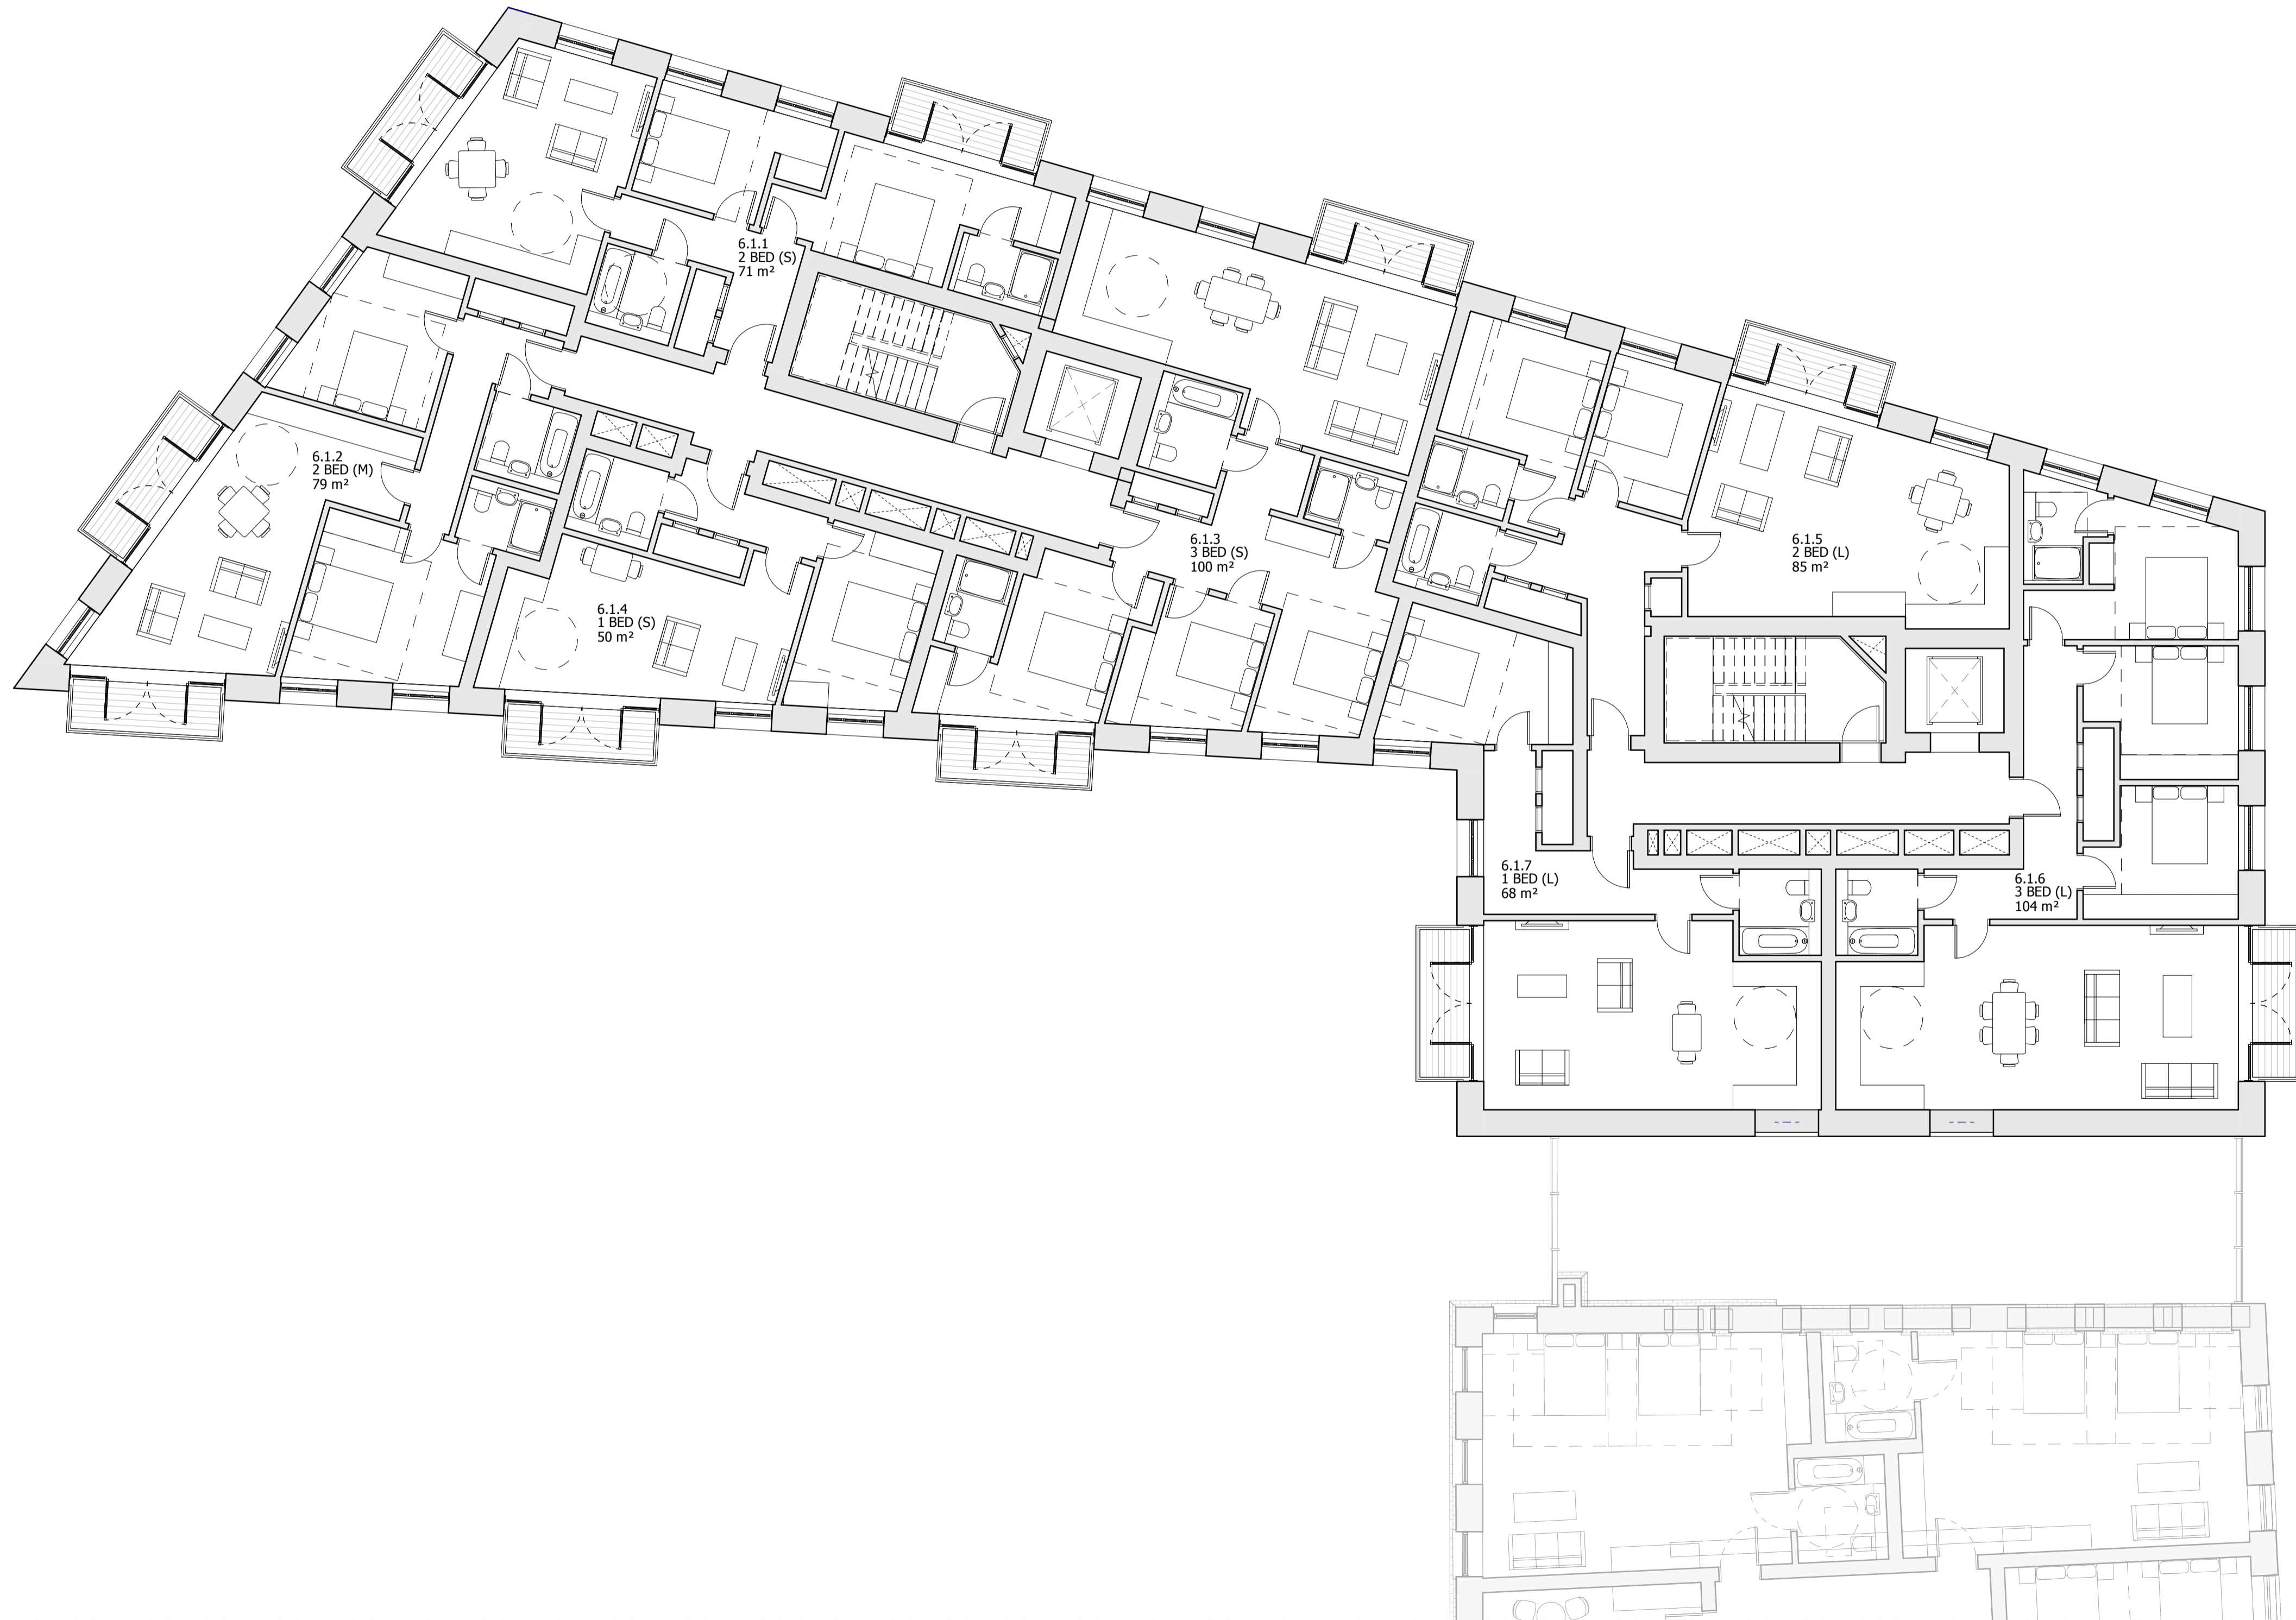 6.1.1
2 BED (S)
71 m²
6.1.2
2 BED (M)
79 m²
6.1.3
3 BED (S)
100 m²
6.1.4
1 BED (S)
50 m²
6.1.5
2 BED (L)
85 m²
6.1.6
3 BED (L)
104 m²
6.1.7
1 BED (L)
68 m²